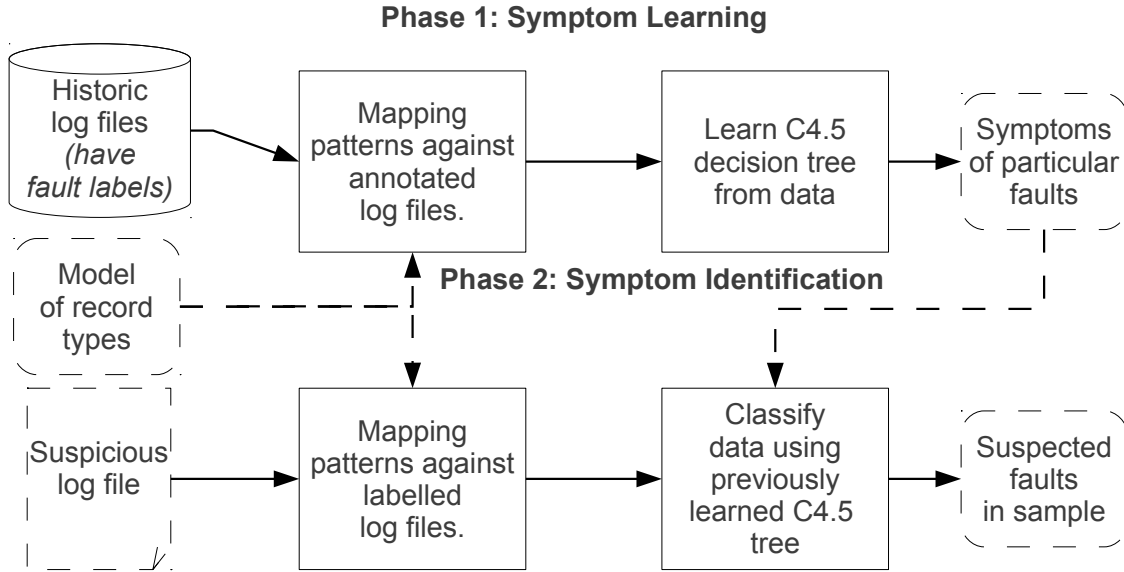 Phase 1: Symptom Learning
Historic
log files
(have
fault labels)
Mapping
patterns against
annotated
log files.
Learn C4.5
decision tree
from data
Symptoms
of particular
faults
Model
of record
types
Phase 2: Symptom Identification
Suspicious
log file
Mapping
patterns against
labelled
log files.
Classify
data using
previously
learned C4.5
tree
Suspected
faults
in sample